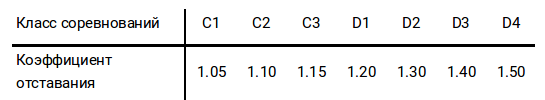 Класс соревнований C1 C2 C3 D1 D2 D3 D4
Коэффициент
отставания 1.05 1.10 1.15 1.20 1.30 1.40 1.50